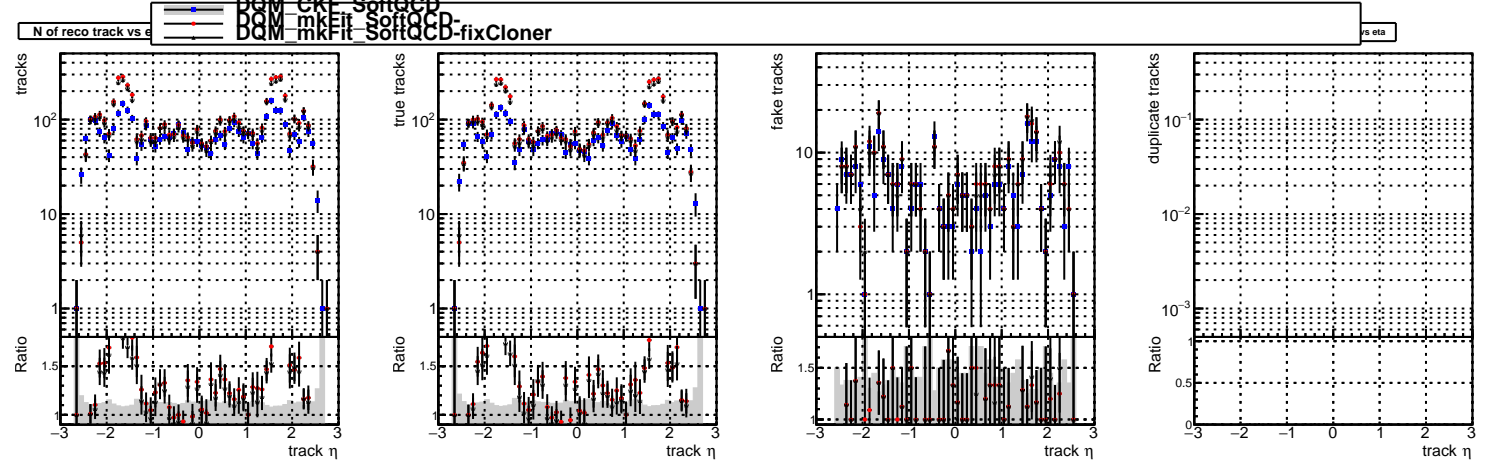 DQM_CKF_SoftQCD
DQM_mkFit_SoftQCD-
DQM_mkFit_SoftQCD-fixCloner
N of reco track vs e
vs eta
tracks
10²
10
1
Ratio
1.5
1
−3 −2 −1 0 1 2 3
track η
true tracks
10²
10
1
Ratio
1.5
1
−3 −2 −1 0 1 2 3
track η
fake tracks
10
1
Ratio
1.5
1
−3 −2 −1 0 1 2 3
track η
duplicate tracks
10⁻¹
10⁻²
10⁻³
Ratio
1
0.5
0
−3 −2 −1 0 1 2 3
track η